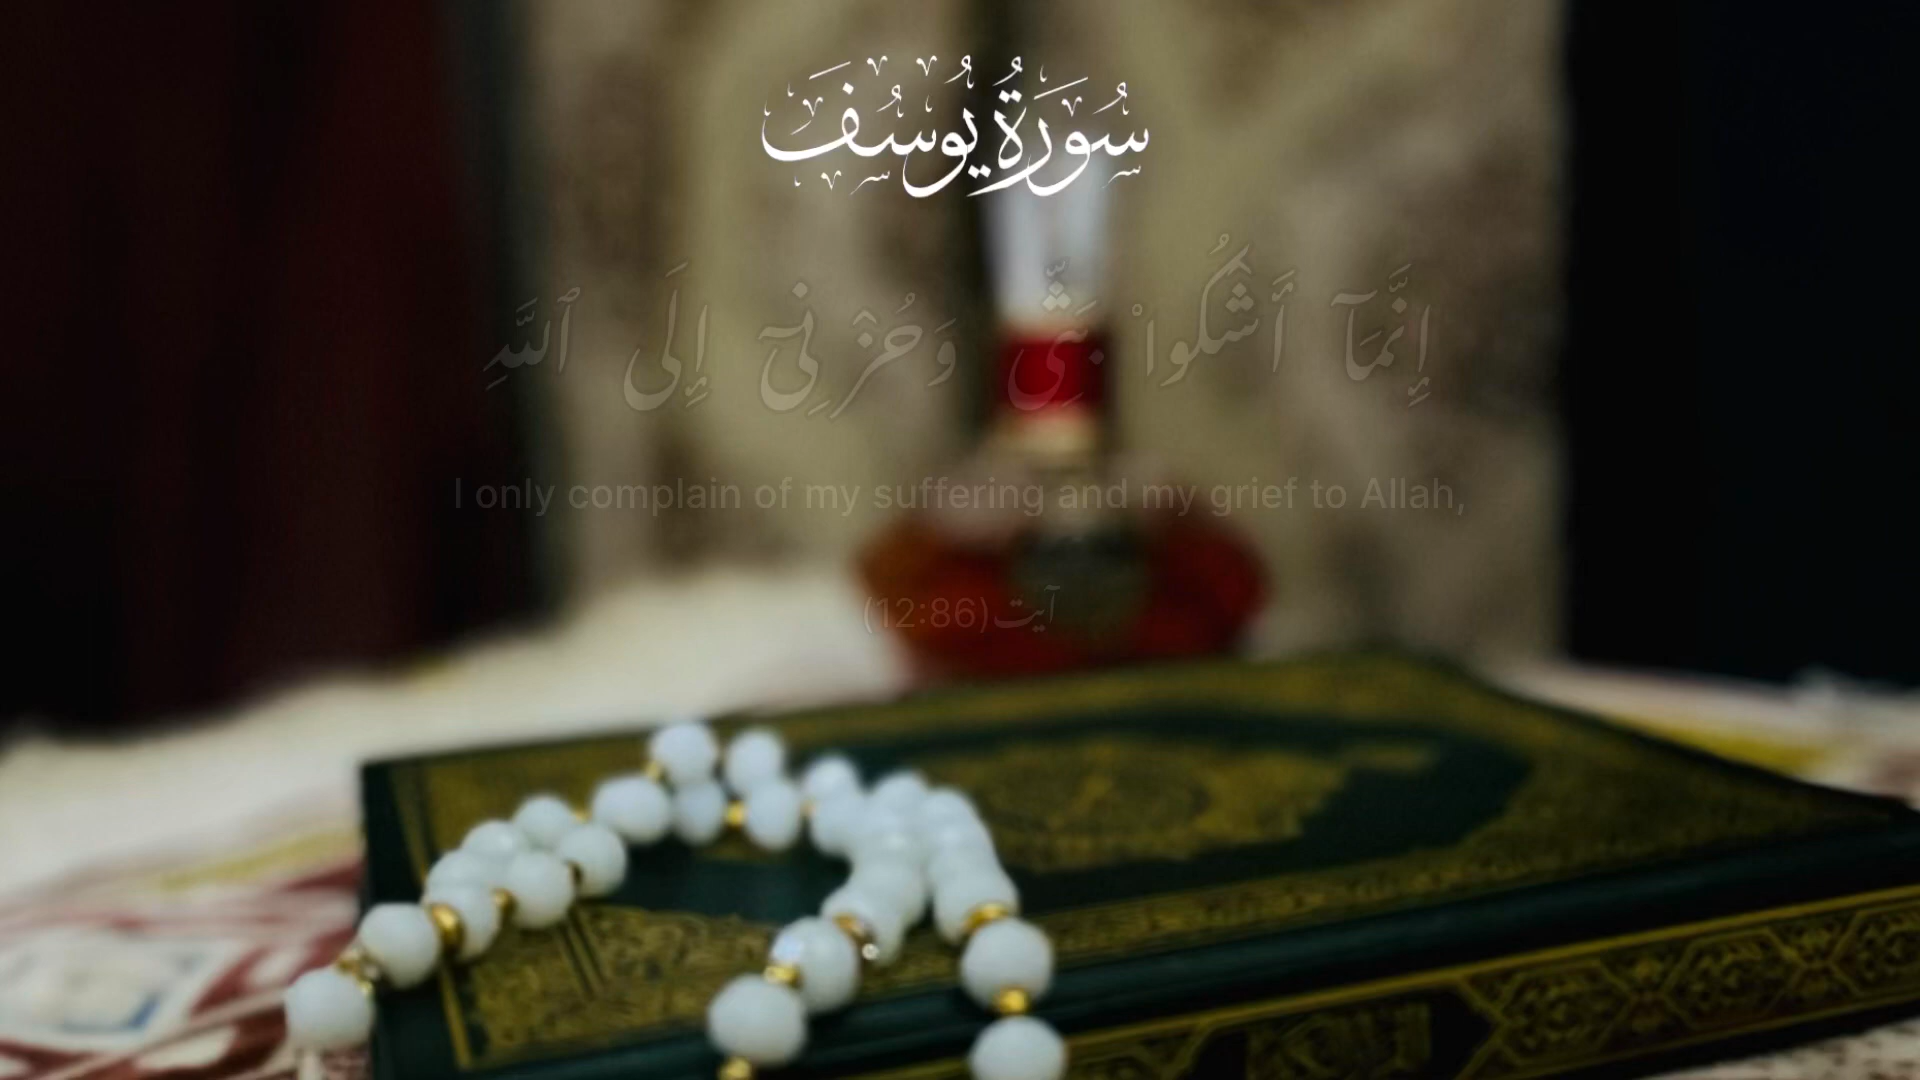 سُورَةُ يُوسُفَ
إِنَّمَآ أَشْكُوا۟ بَثِّى وَحُزْنِىٓ إِلَى ٱللَّهِ
I only complain of my suffering and my grief to Allah,
آیت(12:86)